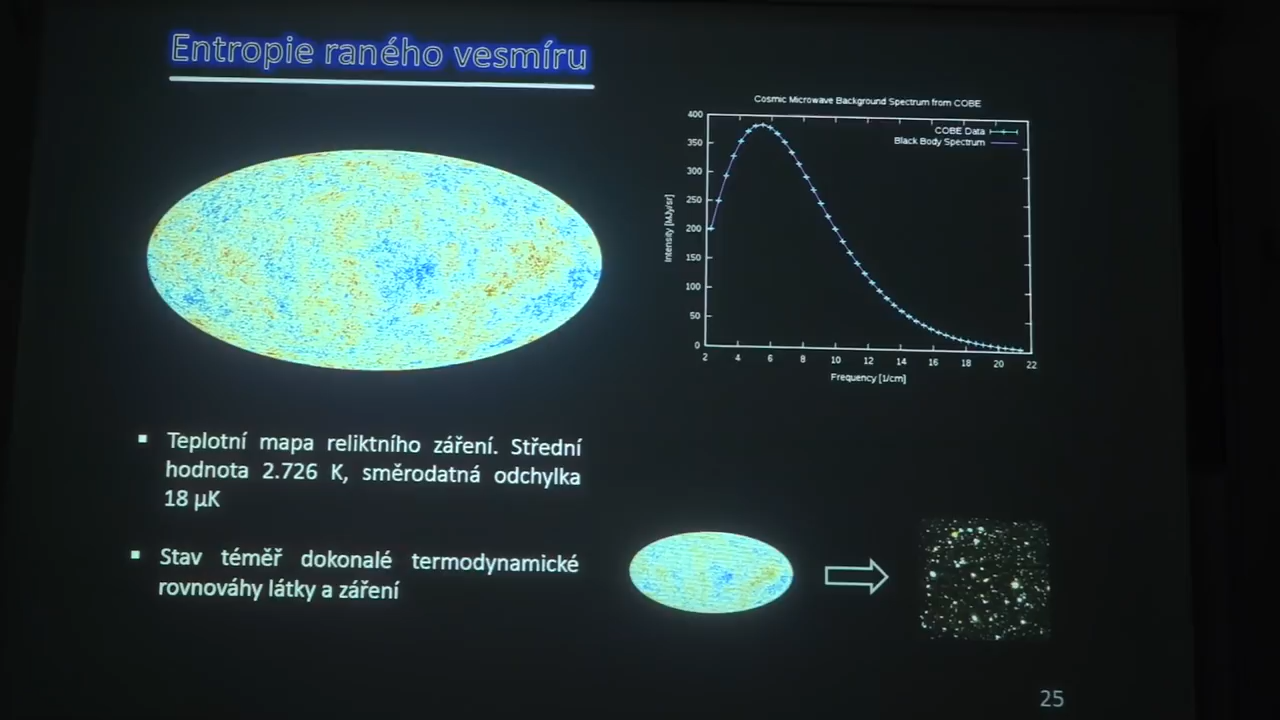 Entropie raného vesmíru
Cosmic Microwave Background Spectrum from COBE
COBE Data
Black Body Spectrum
Intensity [MJy/sr]
400
350
300
250
200
150
100
50
0
2 4 6 8 10 12 14 16 18 20 22
Frequency [1/cm]
▪ Teplotní mapa reliktního záření. Střední
hodnota 2.726 K, směrodatná odchylka
18 µK
▪ Stav téměř dokonalé termodynamické
rovnováhy látky a záření
25